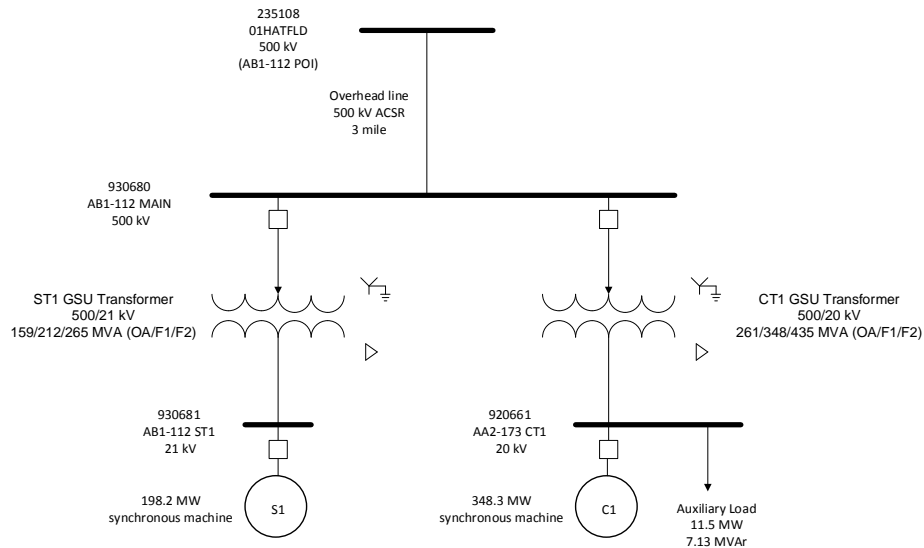 235108
01HATFLD
500 kV
(AB1-112 POI)
Overhead line
500 kV ACSR
3 mile
930680
AB1-112 MAIN
500 kV
ST1 GSU Transformer
500/21 kV
159/212/265 MVA (OA/F1/F2)
CT1 GSU Transformer
500/20 kV
261/348/435 MVA (OA/F1/F2)
930681
AB1-112 ST1
21 kV
920661
AA2-173 CT1
20 kV
198.2 MW
synchronous machine
S1
348.3 MW
synchronous machine
C1
Auxiliary Load
11.5 MW
7.13 MVAr